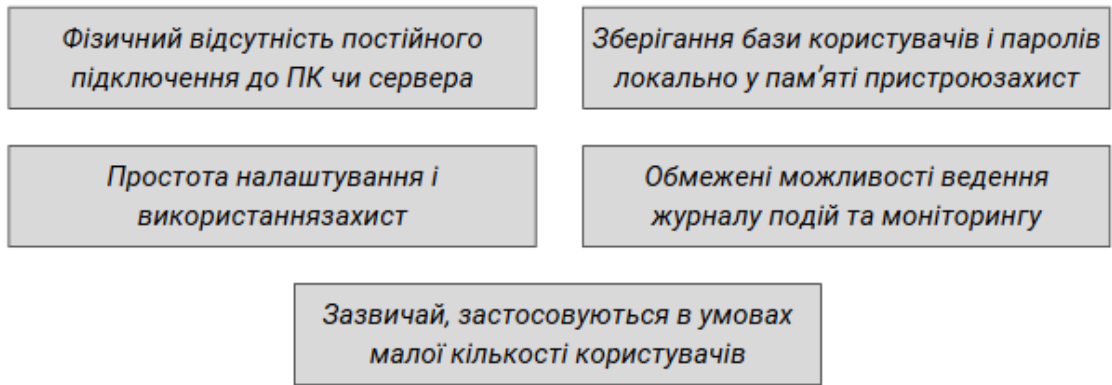 Фізичний відсутність постійного
підключення до ПК чи сервера
Зберігання бази користувачів і паролів
локально у пам'яті пристроюзахист
Простота налаштування і
використаннязахист
Обмежені можливості ведення
журналу подій та моніторингу
Зазвичай, застосовуються в умовах
малої кількості користувачів